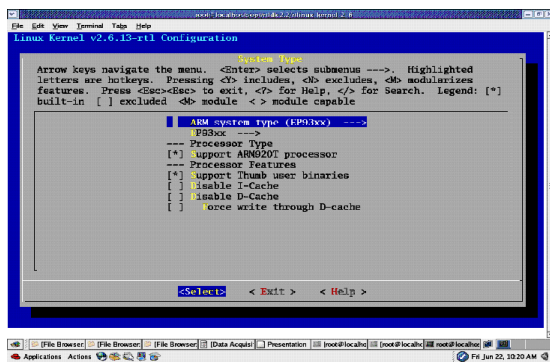 File Edit View Terminal Tabs Help
Linux Kernel v2.6.13-rt1 Configuration
System Type
Arrow keys navigate the menu. <Enter> selects submenus --->. Highlighted
letters are hotkeys. Pressing <Y> includes, <N> excludes, <M> modularizes
features. Press <Esc><Esc> to exit, <?> for Help, </> for Search. Legend: [*]
built-in [ ] excluded <M> module < > module capable
ARM system type (EP93xx) --->
EP93xx --->
--- Processor Type
[*] Support ARM920T processor
--- Processor Features
[*] Support Thumb user binaries
[ ] Disable I-Cache
[ ] Disable D-Cache
[ ] Force write through D-cache
<Select> < Exit > < Help >
[File Browser: [File Browser: [File Browser: [Data Acquisi Presentation [root@localho [root@localho root@localhos
Applications Actions Fri Jun 22, 10:20 AM